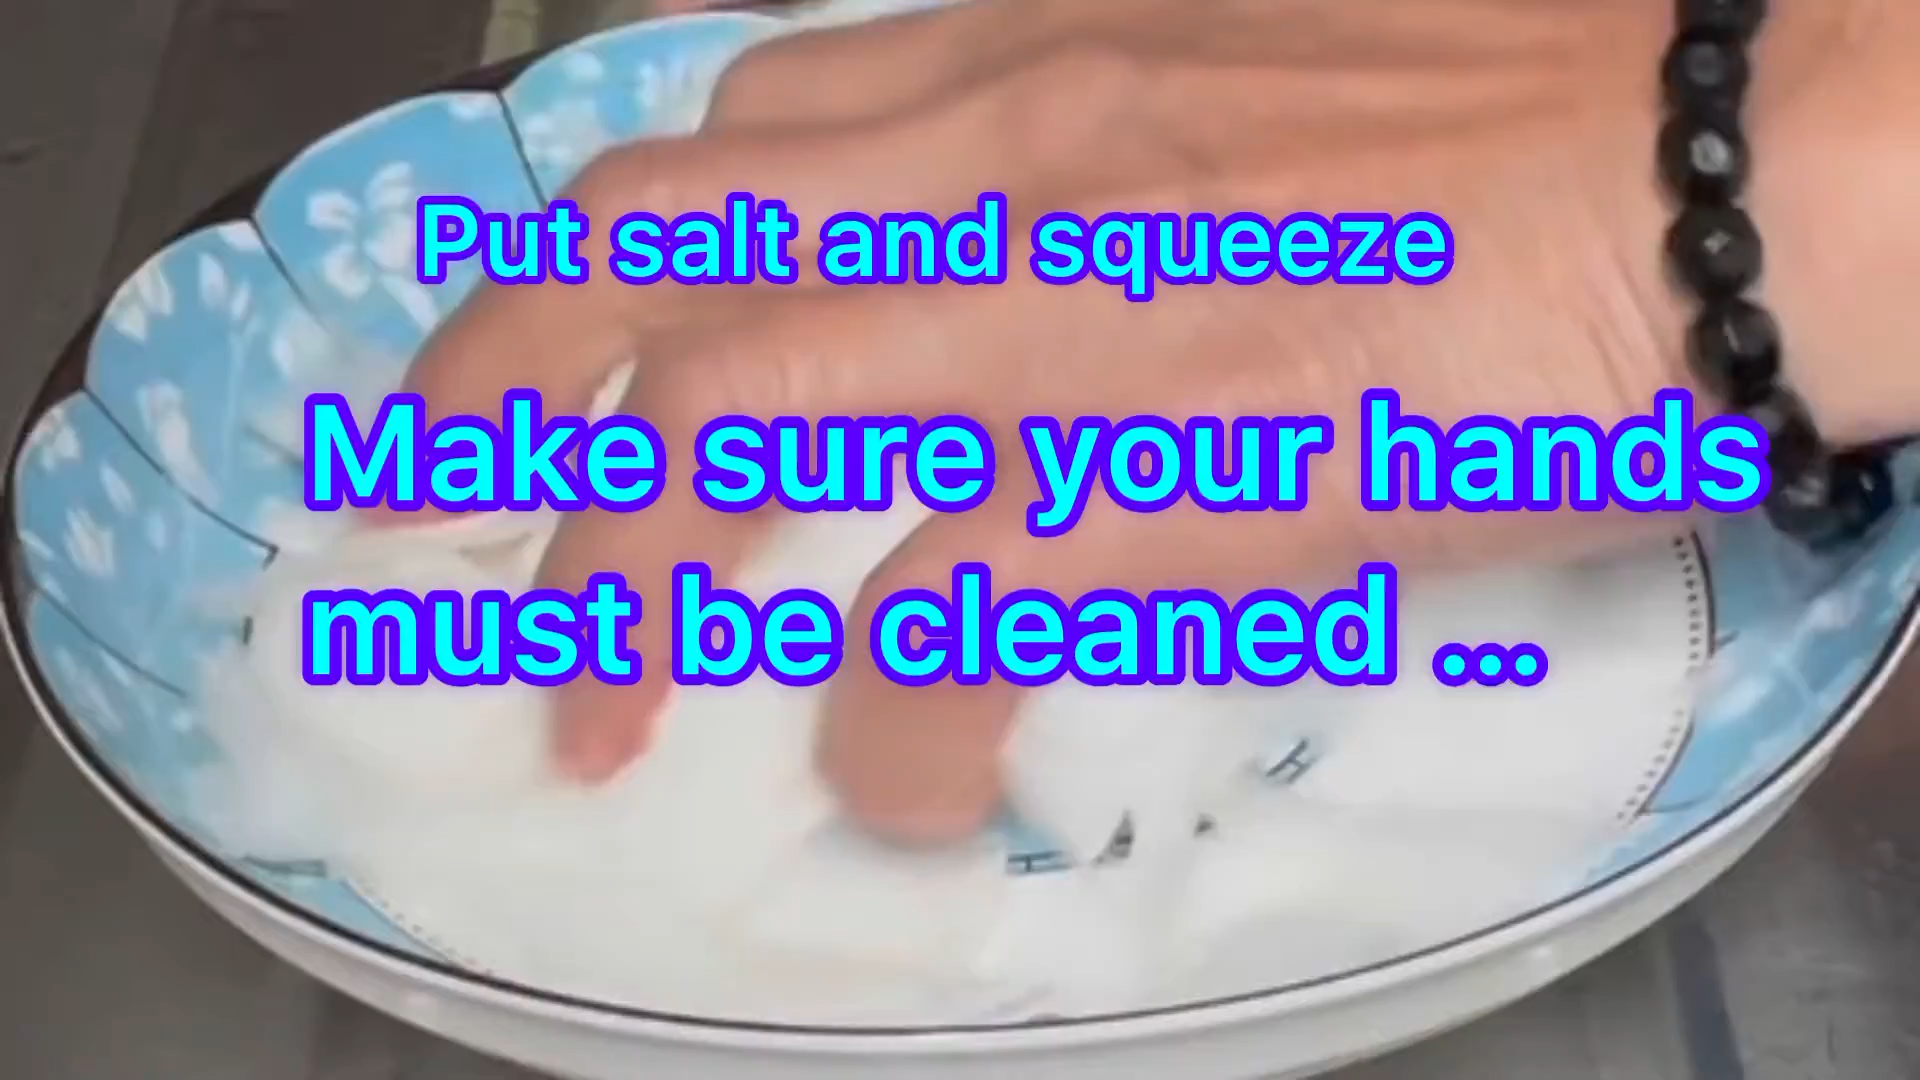 Put salt and squeeze
Make sure your hands
must be cleaned ...